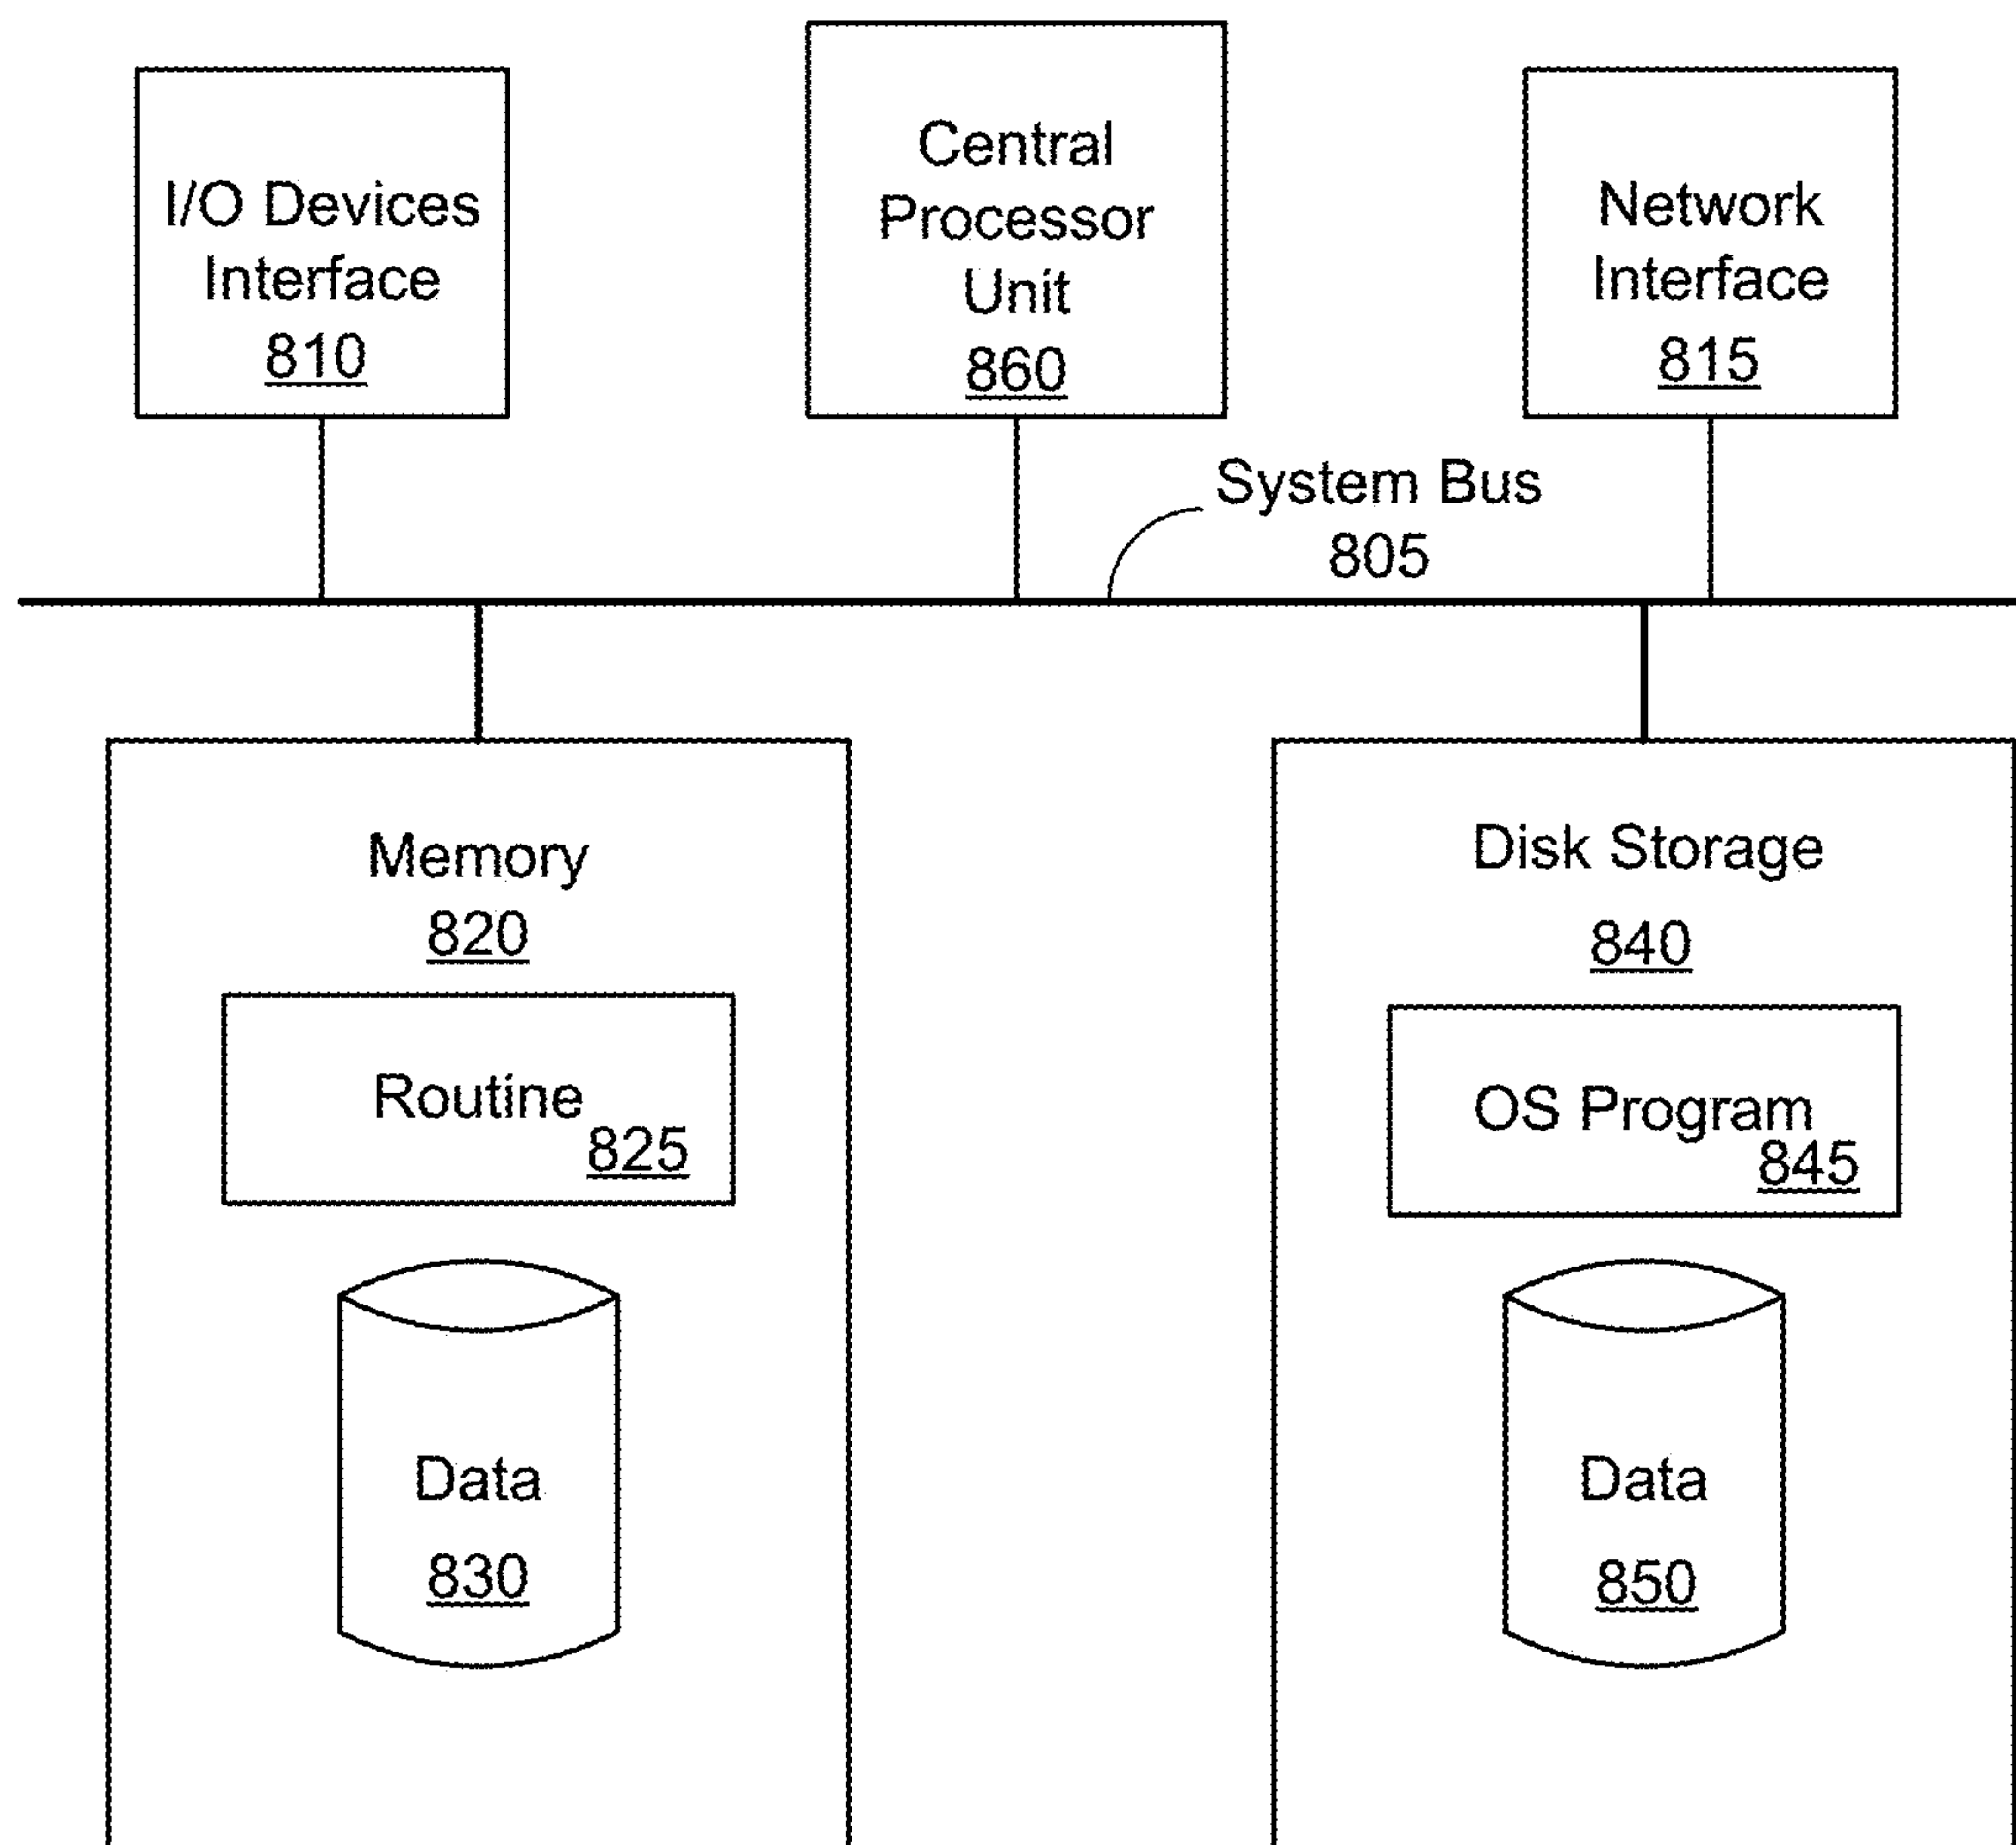 I/O Devices
Interface
810
Central
Processor
Unit
860
Network
Interface
815
System Bus
805
Memory
820
Routine
825
Data
830
Disk Storage
840
OS Program
845
Data
850